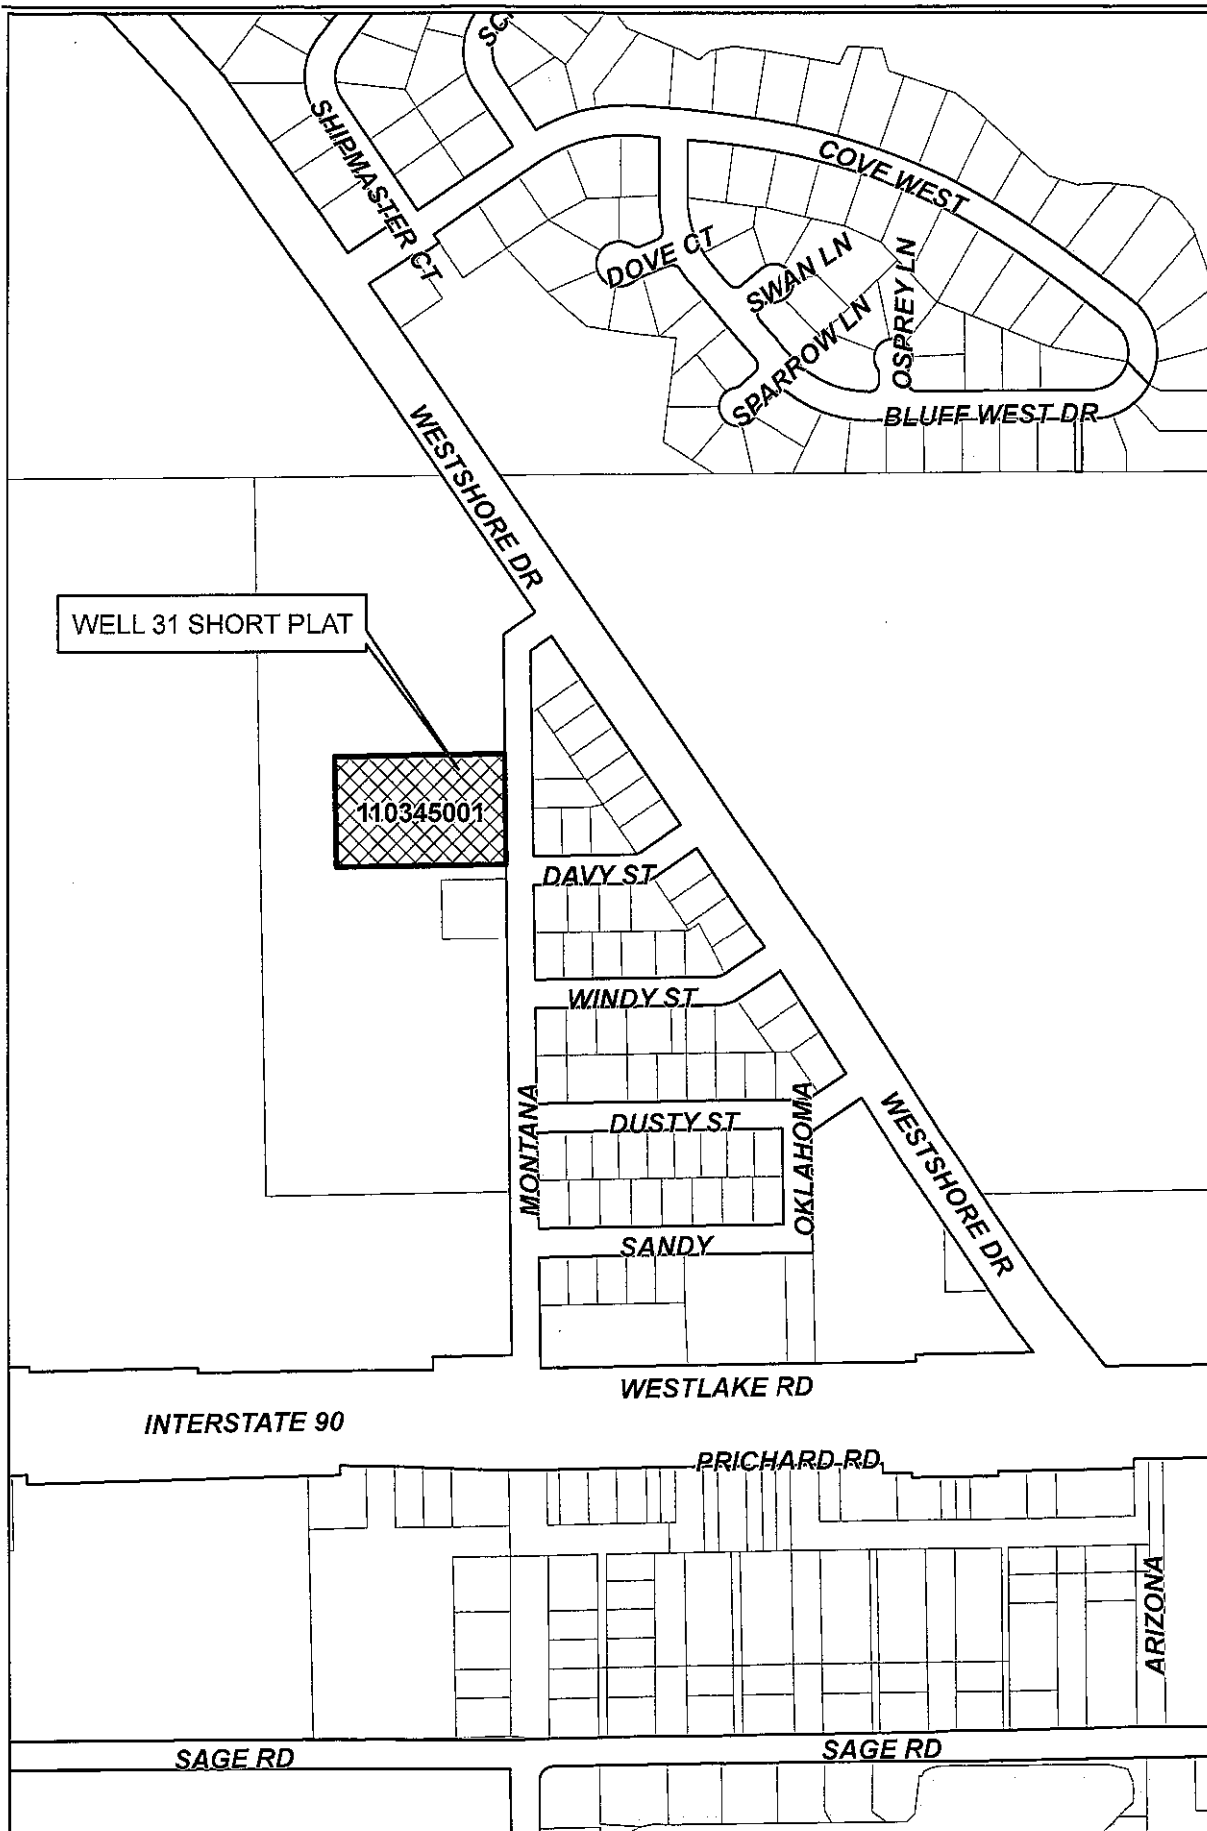 SC
SHIPMASTER CT
COVE WEST
DOVE CT
SWAN LN
OSPREY LN
SPARROW LN
BLUFF WEST DR
WESTSHORE DR
WELL 31 SHORT PLAT
110345001
DAVY ST
WINDY ST
MONTANA
DUSTY ST
OKLAHOMA
WESTSHORE DR
SANDY
WESTLAKE RD
INTERSTATE 90
PRICHARD RD
ARIZONA
SAGE RD
SAGE RD